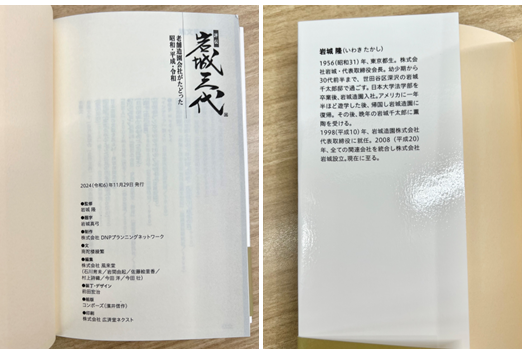 岩城三代
老舗造園会社がたどった
昭和・平成・令和
2024（令和6）年11月29日 発行
●監修
岩城 隆
●題字
岩城真弓
●制作
株式会社 DNPプランニングネットワーク
●文
●編集
株式会社 風来堂
●装丁・デザイン
前田宏治
●組版
●印刷
株式会社 広済堂ネクスト
岩城 隆（いわき たかし）
1956（昭和31）年、東京都生。株式会
社岩城・代表取締役会長。幼少期から
30代前半まで、世田谷区深沢の岩城
千太郎邸で過ごす。日本大学法学部を
卒業後、岩城造園入社。アメリカに一年
半ほど遊学した後、帰国し岩城造園に
復帰。その後、晩年の岩城千太郎に薫
陶を受ける。
1998（平成10）年、岩城造園株式会社
代表取締役に就任。2008（平成20）
年、全ての関連会社を統合し株式会社
岩城設立。現在に至る。